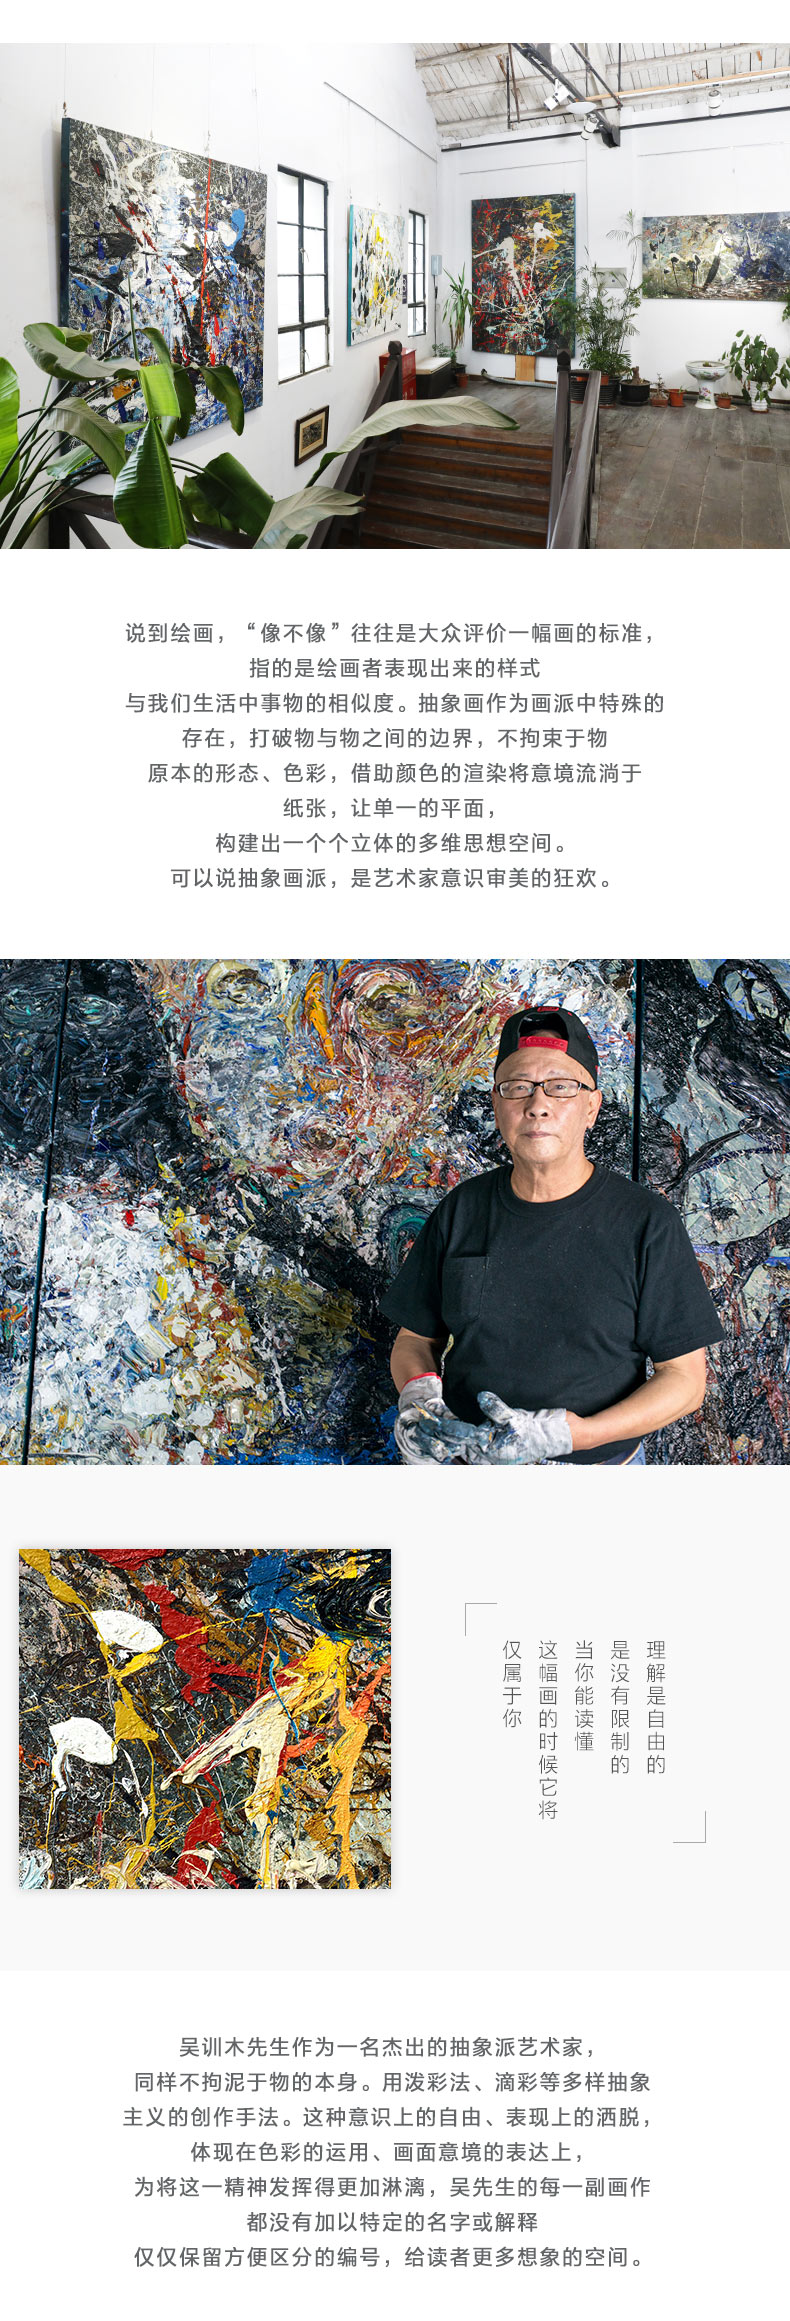 说到绘画，“像不像”往往是大众评价一幅画的标准，
指的是绘画者表现出来的样式
与我们生活中事物的相似度。抽象画作为画派中特殊的
存在，打破物与物之间的边界，不拘束于物
原本的形态、色彩，借助颜色的渲染将意境流淌于
纸张，让单一的平面，
构建出一个个立体的多维思想空间。
可以说抽象画派，是艺术家意识审美的狂欢。
理解是自由的
是没有限制的
当你能读懂
这幅画的时候它将
仅属于你
吴训木先生作为一名杰出的抽象派艺术家，
同样不拘泥于物的本身。用泼彩法、滴彩等多样抽象
主义的创作手法。这种意识上的自由、表现上的洒脱，
体现在色彩的运用、画面意境的表达上，
为将这一精神发挥得更加淋漓，吴先生的每一副画作
都没有加以特定的名字或解释
仅仅保留方便区分的编号，给读者更多想象的空间。